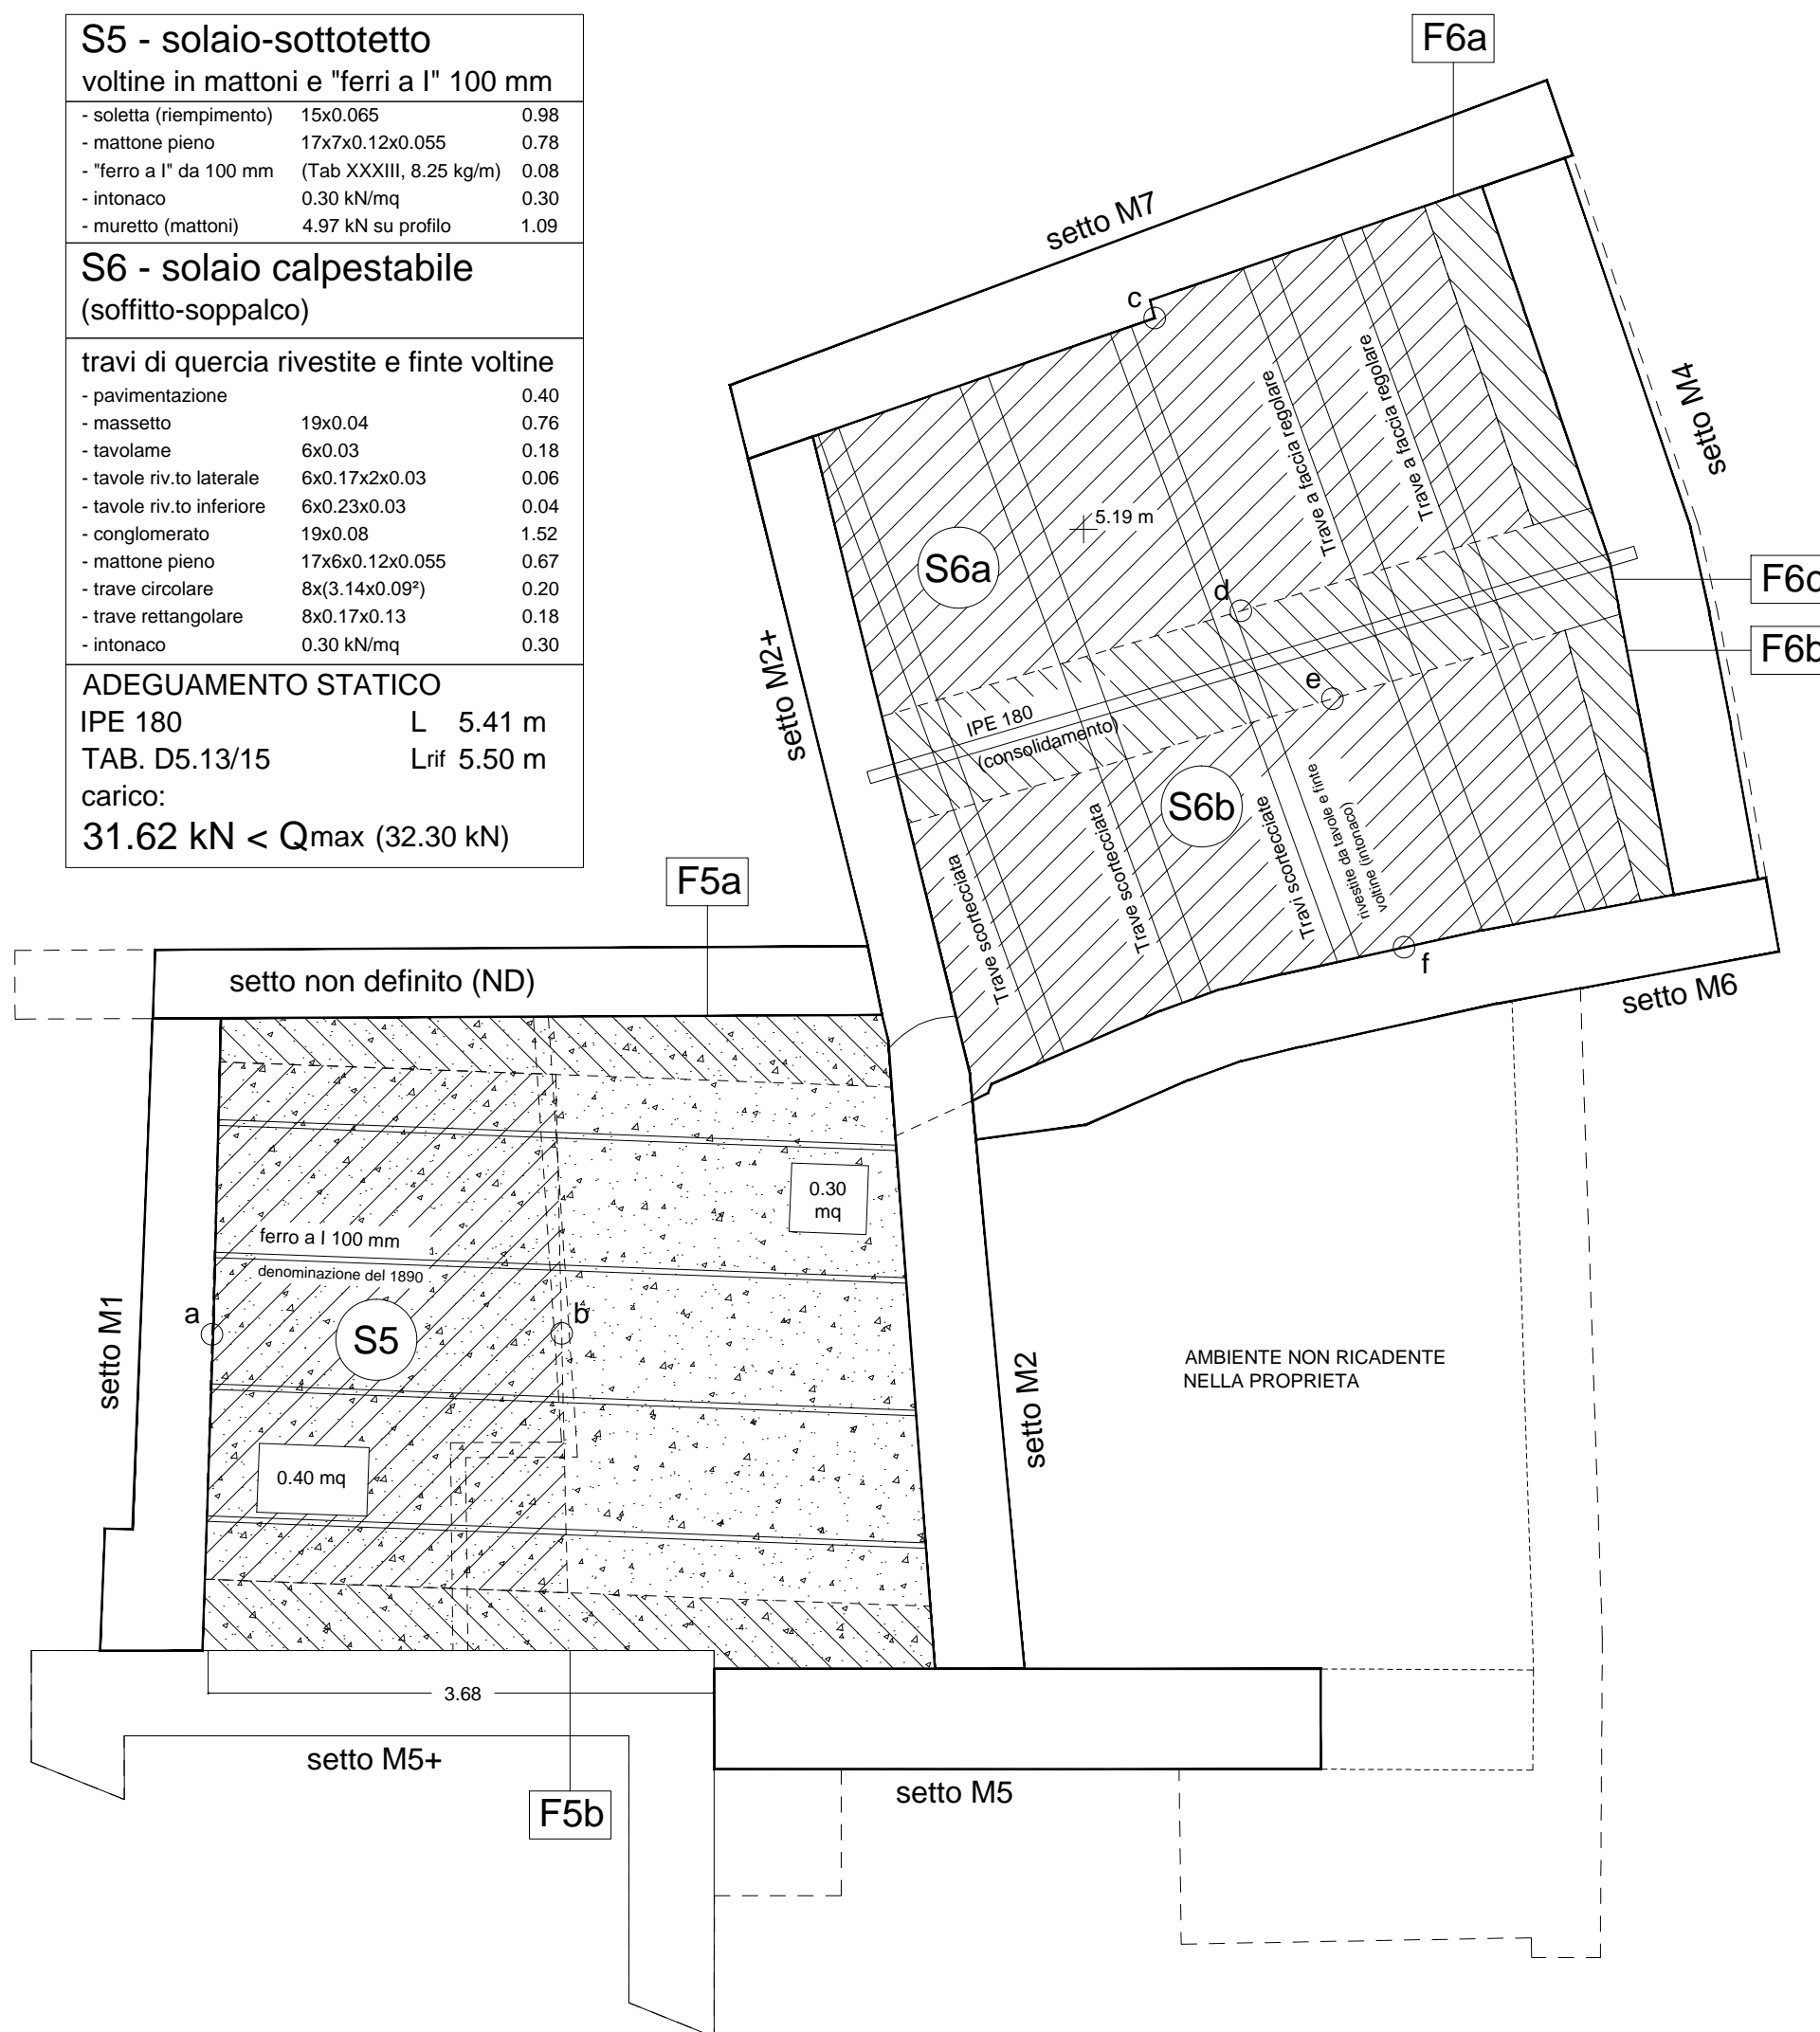 S5 - solaio-sottotetto
voltine in mattoni e "ferri a I" 100 mm
- soletta (riempimento) 15x0.065 0.98
- mattone pieno 17x7x0.12x0.055 0.78
- "ferro a I" da 100 mm (Tab XXXIII, 8.25 kg/m) 0.08
- intonaco 0.30 kN/mq 0.30
- muretto (mattoni) 4.97 kN su profilo 1.09
S6 - solaio calpestabile
(soffitto-soppalco)
travi di quercia rivestite e finte voltine
- pavimentazione 0.40
- massetto 19x0.04 0.76
- tavolame 6x0.03 0.18
- tavole riv.to laterale 6x0.17x2x0.03 0.06
- tavole riv.to inferiore 6x0.23x0.03 0.04
- conglomerato 19x0.08 1.52
- mattone pieno 17x6x0.12x0.055 0.67
- trave circolare 8x(3.14x0.09²) 0.20
- trave rettangolare 8x0.17x0.13 0.18
- intonaco 0.30 kN/mq 0.30
ADEGUAMENTO STATICO
IPE 180 L 5.41 m
TAB. D5.13/15 Lrif 5.50 m
carico:
31.62 kN < Qmax (32.30 kN)
F6a
setto M7
c
setto M4
Trave a faccia regolare
Trave a faccia regolare
5.19 m
S6a
d
F6c
F6b
setto M2+
e
IPE 180
(consolidamento)
S6b
Trave scortecciata
Trave scortecciata
Travi scortecciate
rivestite da tavole e finte
voltine (intonaco)
f
setto M6
F5a
setto non definito (ND)
0.30
mq
ferro a I 100 mm
denominazione del 1890
a
b
S5
setto M1
setto M2
AMBIENTE NON RICADENTE
NELLA PROPRIETA
0.40 mq
3.68
setto M5+
setto M5
F5b